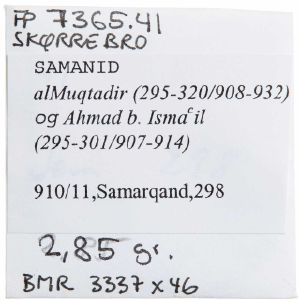 FP 7365.41
SKØRREBRO
SAMANID
alMuqtadir (295-320/908-932)
og Ahmad b. Ismaᶜil
(295-301/907-914)
910/11,Samarqand,298
2,85 gr.
BMR 3337 x 46